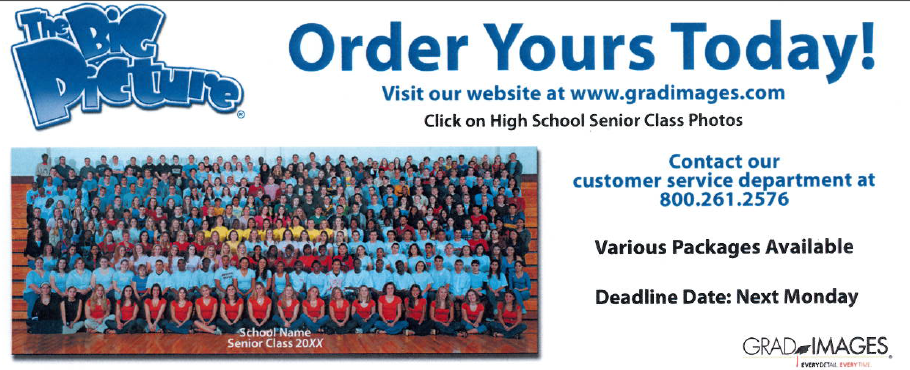 The Big Picture®
Order Yours Today!
Visit our website at www.gradimages.com
Click on High School Senior Class Photos
Contact our
customer service department at
800.261.2576
Various Packages Available
Deadline Date: Next Monday
School Name
Senior Class 20XX
GRADIMAGES®
EVERY DETAIL. EVERY TIME.